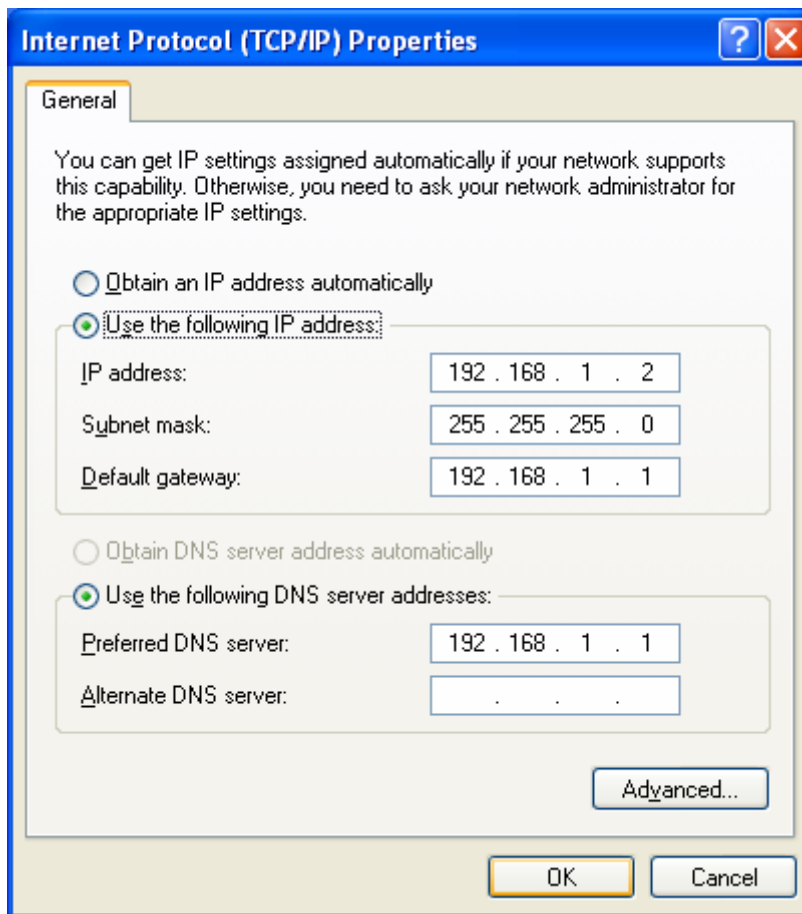 Internet Protocol (TCP/IP) Properties
General
You can get IP settings assigned automatically if your network supports
this capability. Otherwise, you need to ask your network administrator for
the appropriate IP settings.
Obtain an IP address automatically
Use the following IP address:
IP address: 192 . 168 . 1 . 2
Subnet mask: 255 . 255 . 255 . 0
Default gateway: 192 . 168 . 1 . 1
Obtain DNS server address automatically
Use the following DNS server addresses:
Preferred DNS server: 192 . 168 . 1 . 1
Alternate DNS server: . . .
Advanced...
OK Cancel